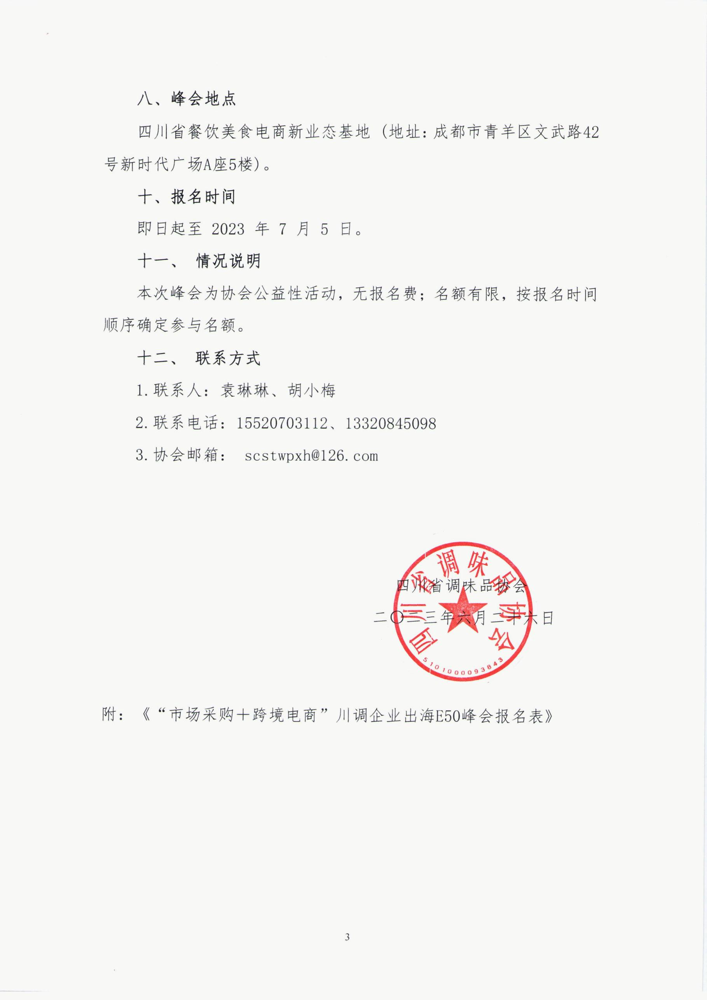 八、峰会地点
四川省餐饮美食电商新业态基地（地址：成都市青羊区文武路42
号新时代广场A座5楼）。
十、报名时间
即日起至 2023 年 7 月 5 日。
十一、 情况说明
本次峰会为协会公益性活动，无报名费；名额有限，按报名时间
顺序确定参与名额。
十二、 联系方式
1.联系人：袁琳琳、胡小梅
2.联系电话：15520703112、13320845098
3.协会邮箱： scstwpxh@126.com
四川省调味品协会
二〇二三年六月二十六日
四川省调味品协会
5101000093843
附：《“市场采购＋跨境电商”川调企业出海E50峰会报名表》
3